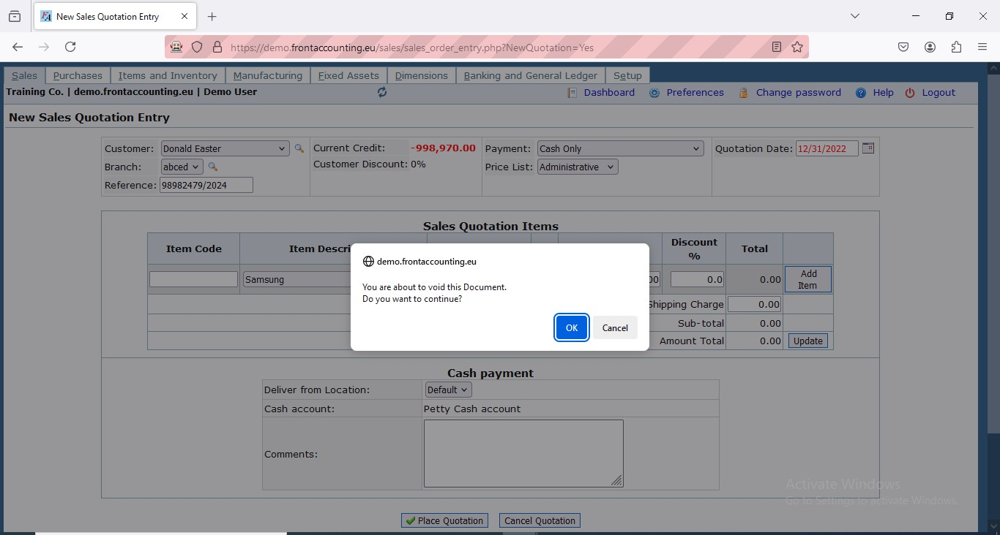 New Sales Quotation Entry
https://demo.frontaccounting.eu/sales/sales_order_entry.php?NewQuotation=Yes
Sales Purchases Items and Inventory Manufacturing Fixed Assets Dimensions Banking and General Ledger Setup
Training Co. | demo.frontaccounting.eu | Demo User Dashboard Preferences Change password Help Logout
New Sales Quotation Entry
Customer: Donald Easter Current Credit: -998,970.00 Payment: Cash Only Quotation Date: 12/31/2022
Branch: abced Customer Discount: 0% Price List: Administrative
Reference: 98982479/2024
Sales Quotation Items
Item Code Item Descri Discount % Total
Samsung 00 0.0 0.00 Add Item
Shipping Charge 0.00
Sub-total 0.00
Amount Total 0.00 Update
demo.frontaccounting.eu
You are about to void this Document.
Do you want to continue?
OK Cancel
Cash payment
Deliver from Location: Default
Cash account: Petty Cash account
Comments:
Activate Windows
Go to Settings to activate Windows.
Place Quotation Cancel Quotation